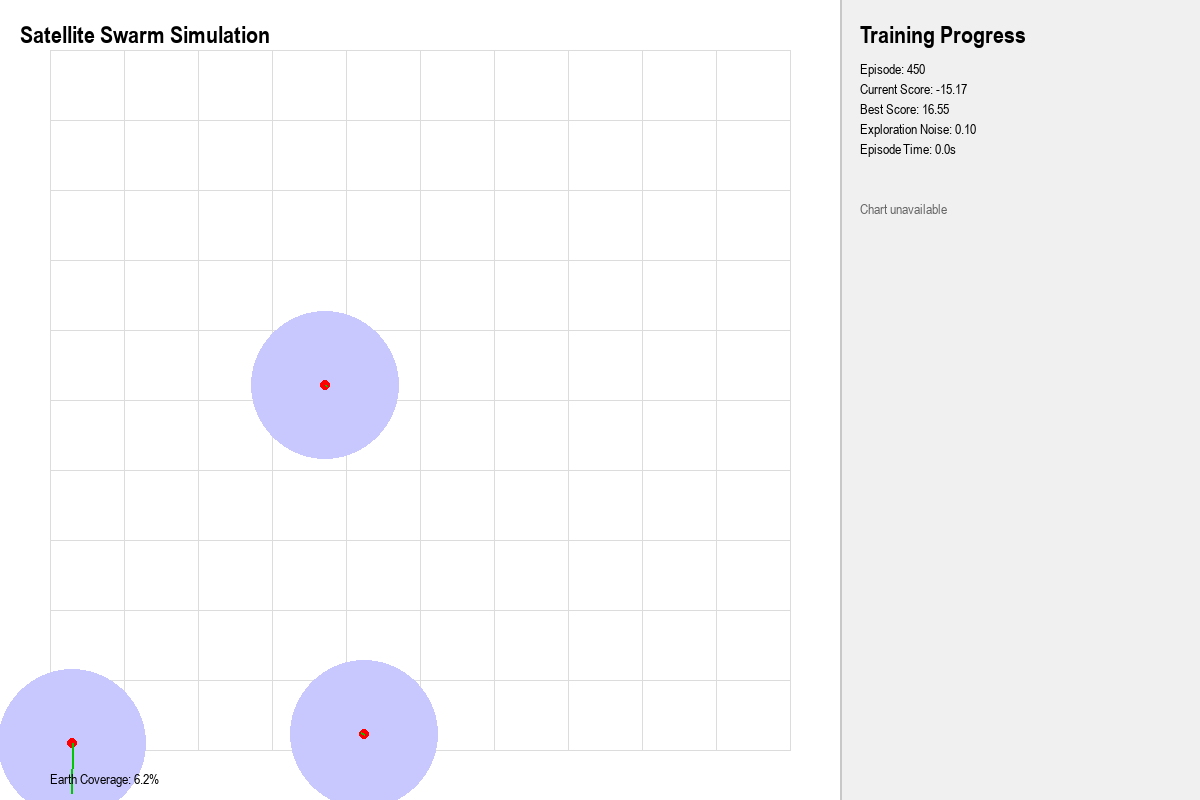 Satellite Swarm Simulation
Earth Coverage: 6.2%
Training Progress
Episode: 450
Current Score: -15.17
Best Score: 16.55
Exploration Noise: 0.10
Episode Time: 0.0s
Chart unavailable